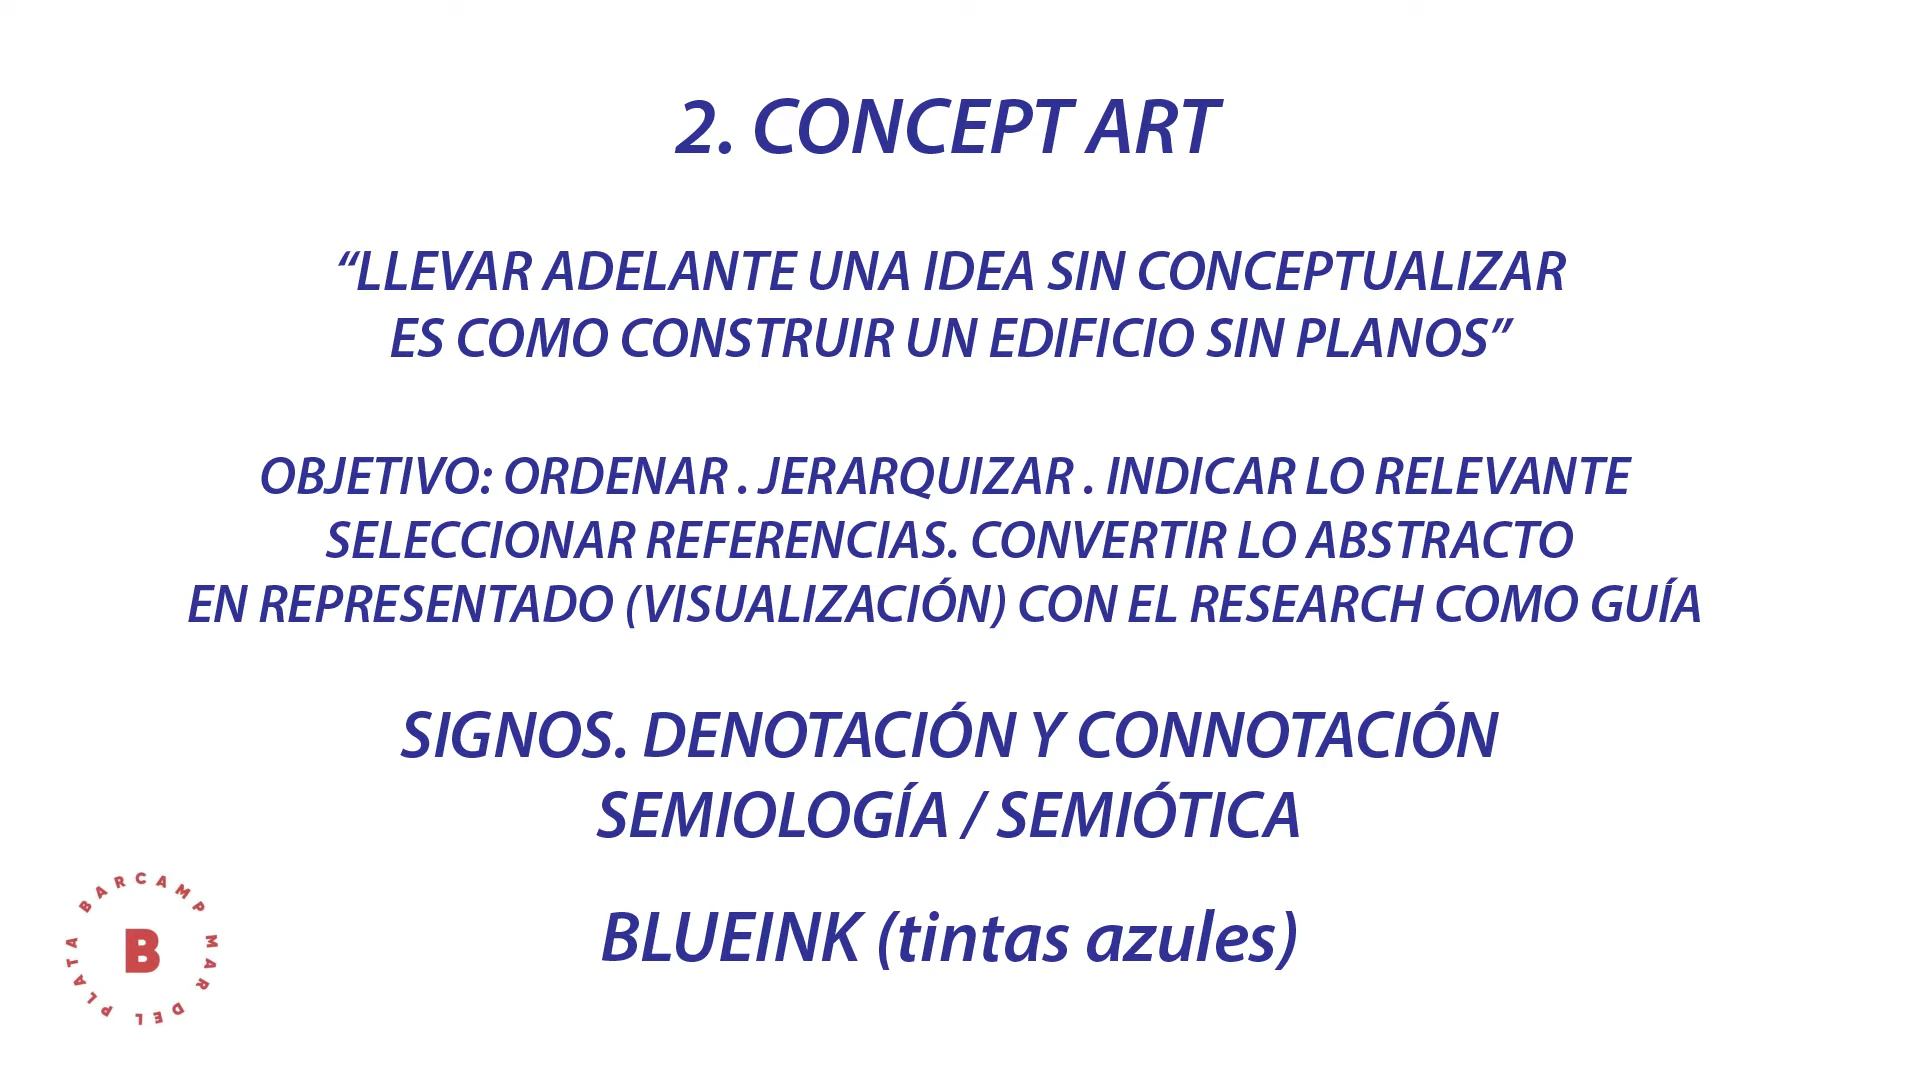 2. CONCEPT ART
“LLEVAR ADELANTE UNA IDEA SIN CONCEPTUALIZAR
ES COMO CONSTRUIR UN EDIFICIO SIN PLANOS”
OBJETIVO: ORDENAR . JERARQUIZAR . INDICAR LO RELEVANTE
SELECCIONAR REFERENCIAS. CONVERTIR LO ABSTRACTO
EN REPRESENTADO (VISUALIZACIÓN) CON EL RESEARCH COMO GUÍA
SIGNOS. DENOTACIÓN Y CONNOTACIÓN
SEMIOLOGÍA / SEMIÓTICA
BLUEINK (tintas azules)
BARCAMP MAR DEL PLATA
B